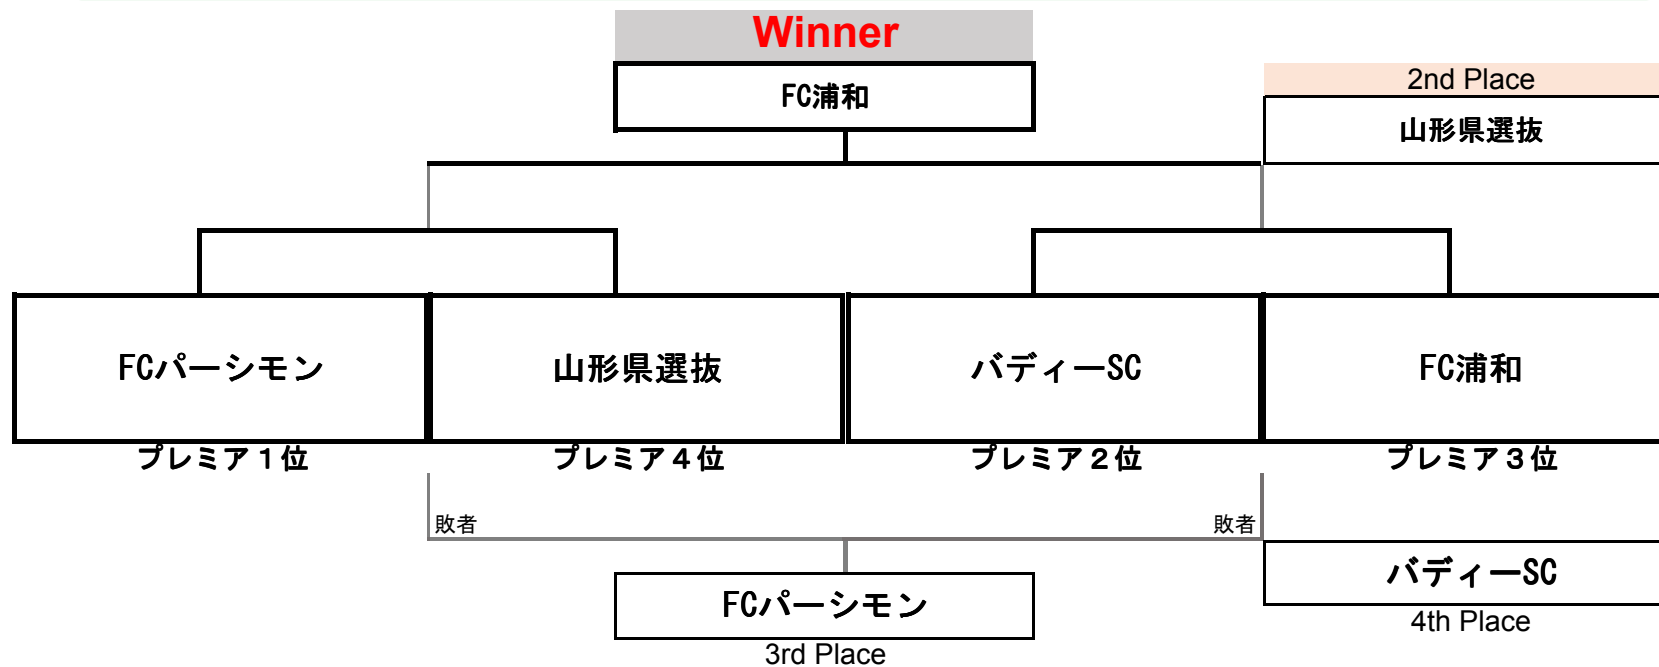 Winner
FC浦和
2nd Place
山形県選抜
FCパーシモン
山形県選抜
バディーSC
FC浦和
プレミア１位
プレミア４位
プレミア２位
プレミア３位
敗者
敗者
バディーSC
4th Place
FCパーシモン
3rd Place